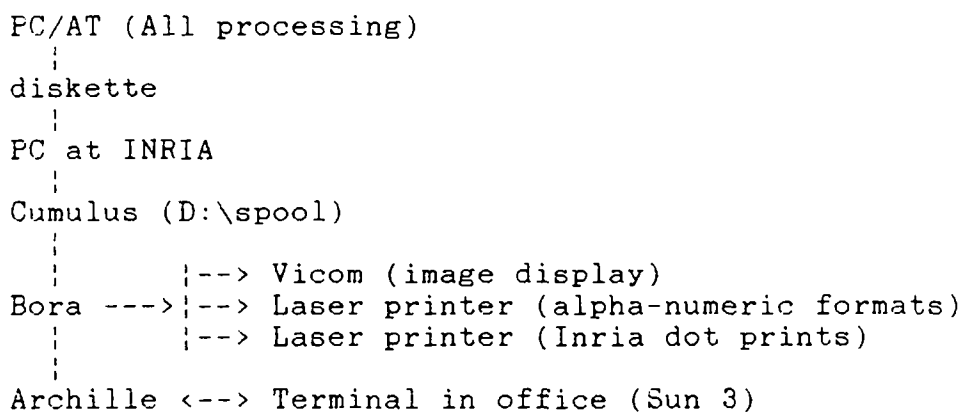 PC/AT (All processing)
diskette
PC at INRIA
Cumulus (D:\spool)
|--> Vicom (image display)
Bora --->|--> Laser printer (alpha-numeric formats)
|--> Laser printer (Inria dot prints)
Archille <--> Terminal in office (Sun 3)